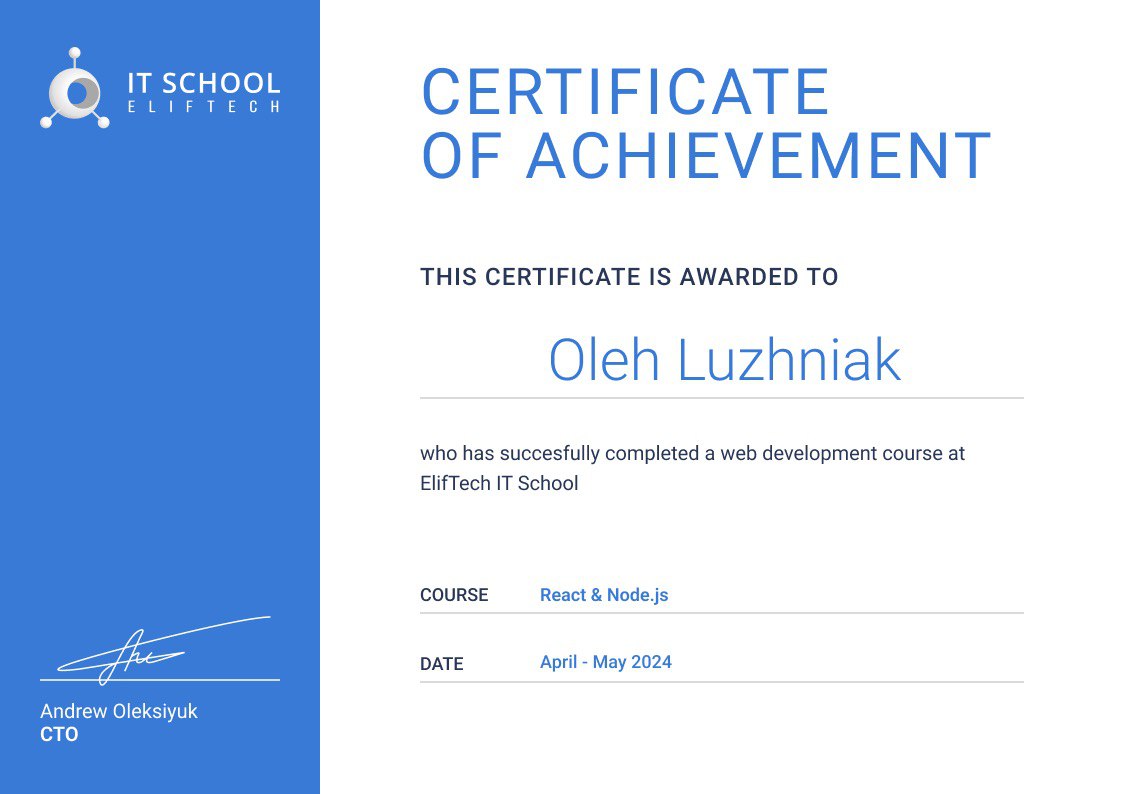 IT SCHOOL
ELIFTECH
CERTIFICATE
OF ACHIEVEMENT
THIS CERTIFICATE IS AWARDED TO
Oleh Luzhniak
who has succesfully completed a web development course at
ElifTech IT School
COURSE React & Node.js
DATE April - May 2024
Andrew Oleksiyuk
CTO